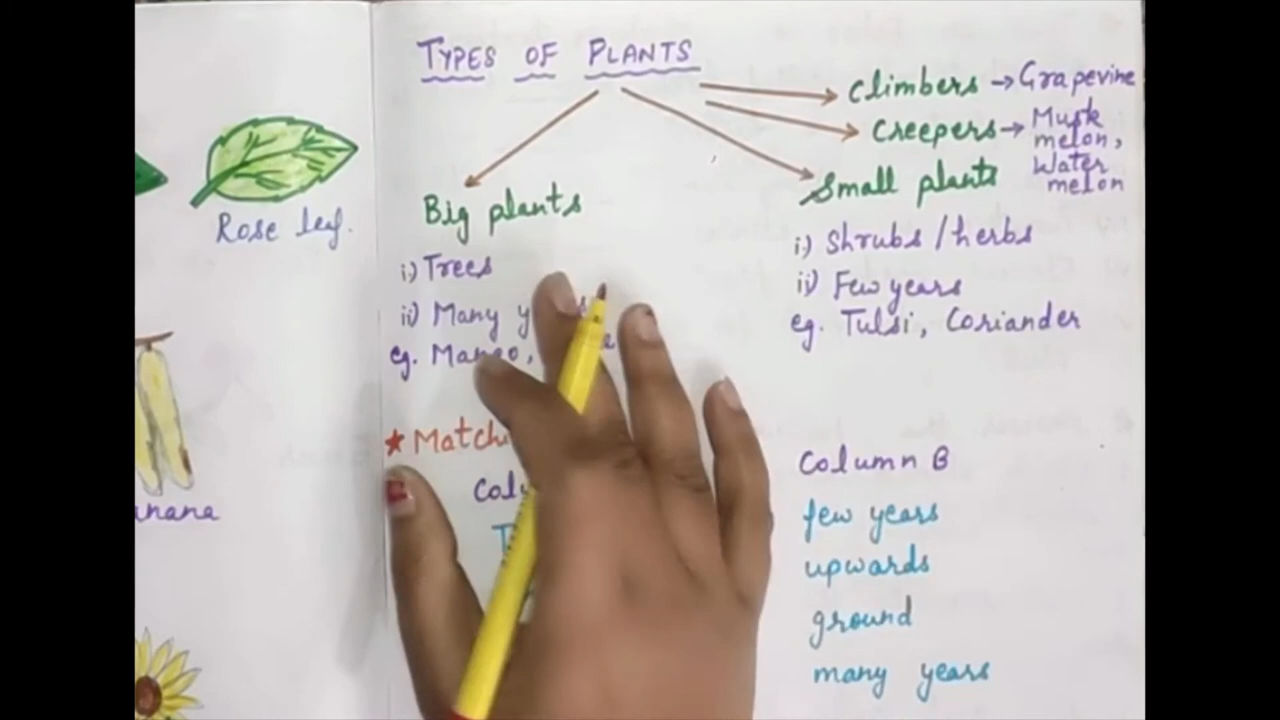 TYPES OF PLANTS
Climbers → Grapevine
Creepers → Musk
melon,
Water
melon
Big plants
Small plants
i) Trees
ii) Many
eg. Mango,
i) Shrubs / herbs
ii) Few years
eg. Tulsi, Coriander
Rose leaf.
★
Column B
few years
upwards
ground
many years